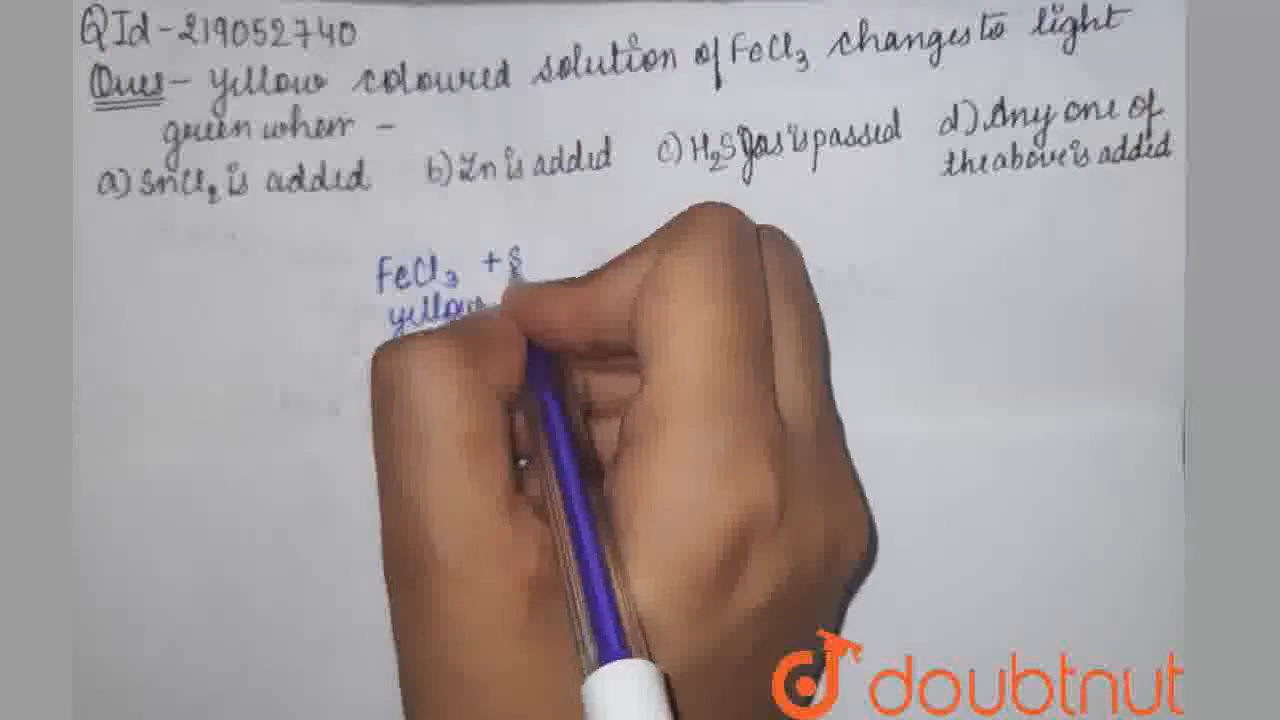 QId-219052740
Ques- yellow coloured solution of FeCl3 changes to light
green when -
a) SnCl2 is added b) Zn is added c) H2S gas is passed d) Any one of
the above is added
FeCl3 +
yellow
doubtnut